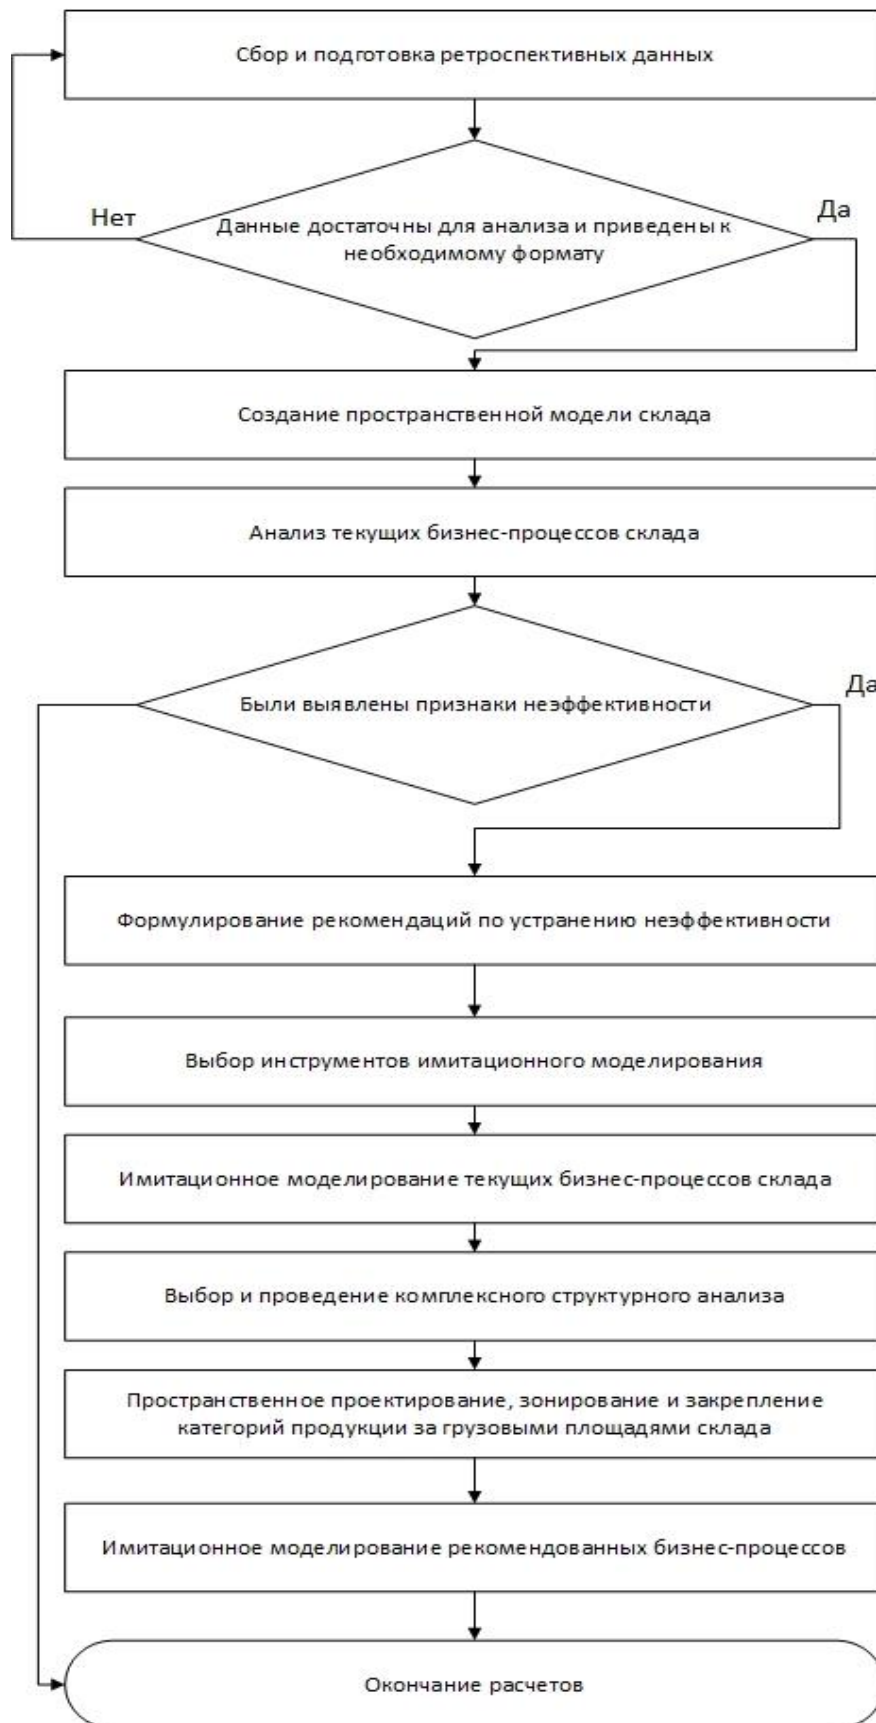 Сбор и подготовка ретроспективных данных
Нет
Да
Данные достаточны для анализа и приведены к
необходимому формату
Создание пространственной модели склада
Анализ текущих бизнес-процессов склада
Да
Были выявлены признаки неэффективности
Формулирование рекомендаций по устранению неэффективности
Выбор инструментов имитационного моделирования
Имитационное моделирование текущих бизнес-процессов склада
Выбор и проведение комплексного структурного анализа
Пространственное проектирование, зонирование и закрепление
категорий продукции за грузовыми площадями склада
Имитационное моделирование рекомендованных бизнес-процессов
Окончание расчетов